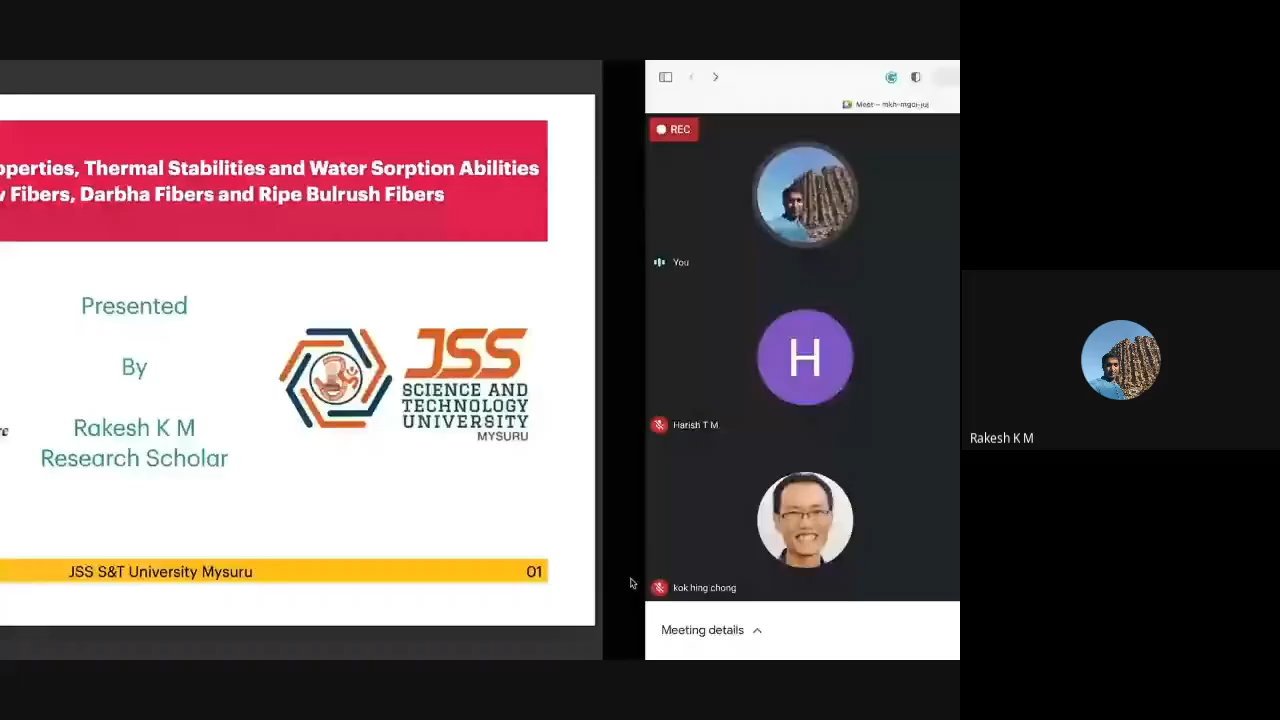 operties, Thermal Stabilities and Water Sorption Abilities
Fibers, Darbha Fibers and Ripe Bulrush Fibers
Presented
By
Rakesh K M
Research Scholar
re
JSS
SCIENCE AND
TECHNOLOGY
UNIVERSITY
MYSURU
JSS S&T University Mysuru
01
REC
You
H
Harish T M
kok hing chong
Meeting details
Rakesh K M